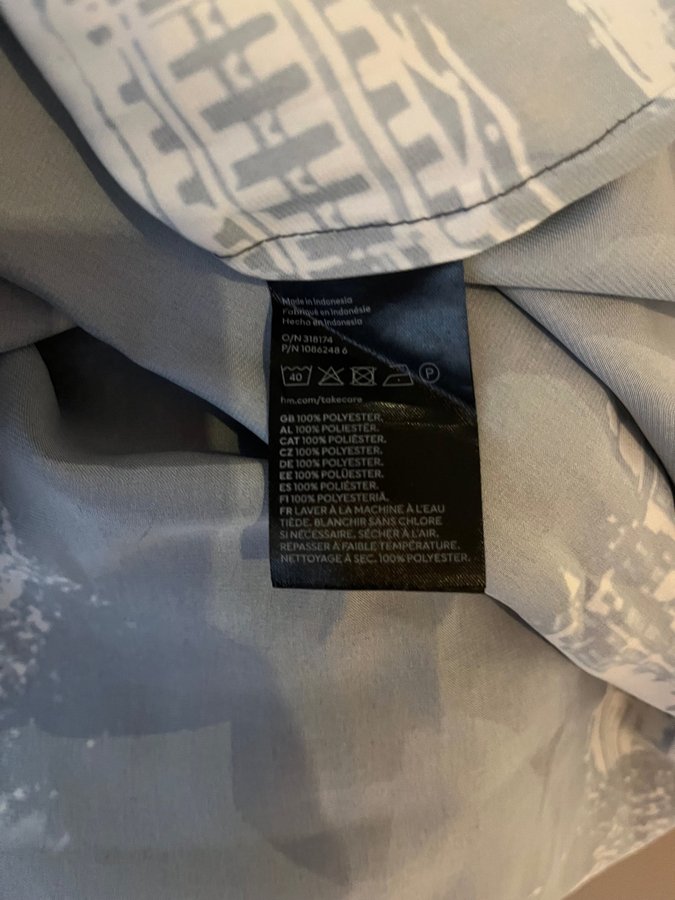 Made in Indonesia
Fabriqué en Indonésie
Hecho en Indonesia
O/N 318174
P/N 1086248 6
40 P
hm.com/takecare
GB 100% POLYESTER.
AL 100% POLIESTËR.
CAT 100% POLIÈSTER.
CZ 100% POLYESTER.
DE 100% POLYESTER.
EE 100% POLÜESTER.
ES 100% POLIÉSTER.
FI 100% POLYESTERIÄ.
FR LAVER À LA MACHINE À L'EAU
TIÈDE. BLANCHIR SANS CHLORE
SI NÉCESSAIRE. SÉCHER À L'AIR.
REPASSER À FAIBLE TEMPÉRATURE.
NETTOYAGE À SEC. 100% POLYESTER.